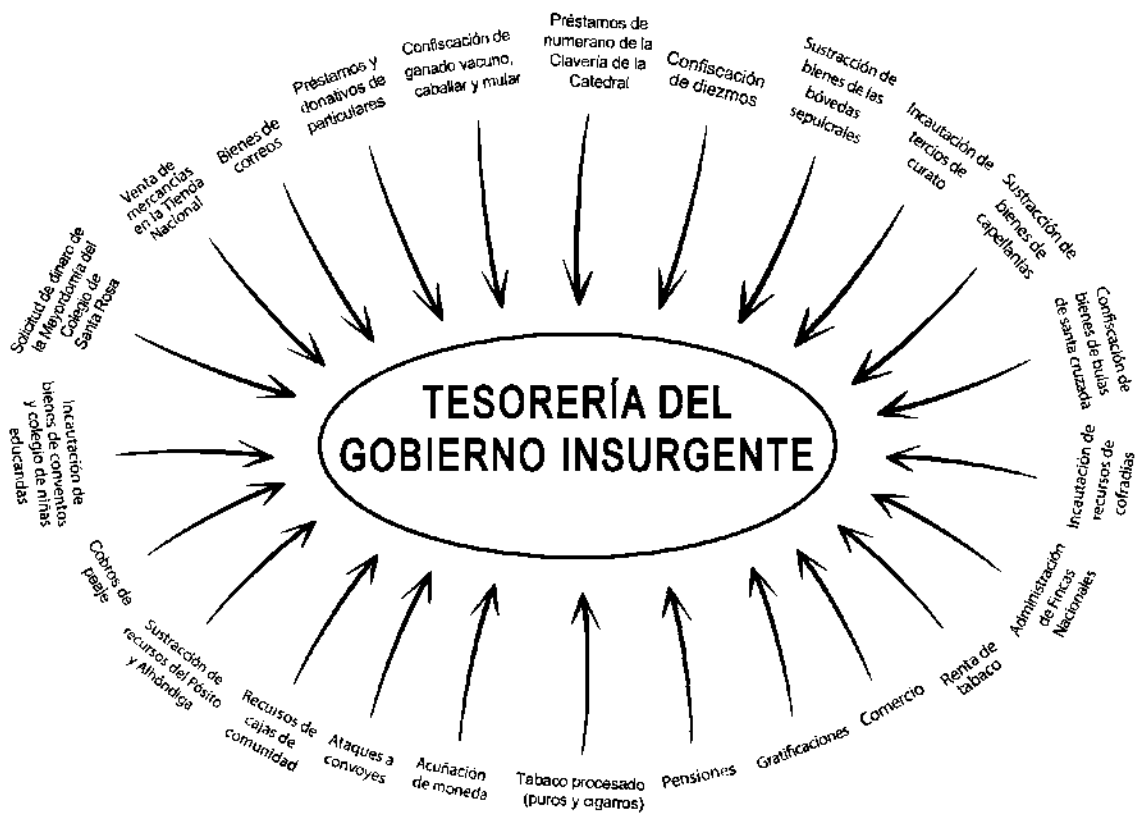 Solicitud de dinero de
la Mayordomía del
Colegio de
Santa Rosa
Venta de
mercancías
en la Tienda
Nacional
Bienes de
correos
Préstamos y
donativos de
particulares
Confiscación de
ganado vacuno,
caballar y mular
Préstamos de
numerano de la
Clavería de la
Catedral
Confiscación
de diezmos
Sustracción de
bienes de las
bóvedas
sepulcrales
Incautación de
tercios de
curato
Sustracción de
bienes de
capellanías
Confiscación de
bienes de bulas
de santa cruzada
Incautación de
recursos de
cofradías
Administración
de Fincas
Nacionales
Renta de
tabaco
Comercio
Gratificaciones
Pensiones
Tabaco procesado
(puros y cigarros)
Acuñación
de moneda
Ataques a
convoyes
Recursos de
cajas de
comunidad
Sustracción de
recursos del Pósito
y Alhóndiga
Cobros de
peaje
Incautación de
bienes de conventos
y colegio de niñas
educandas
TESORERÍA DEL
GOBIERNO INSURGENTE